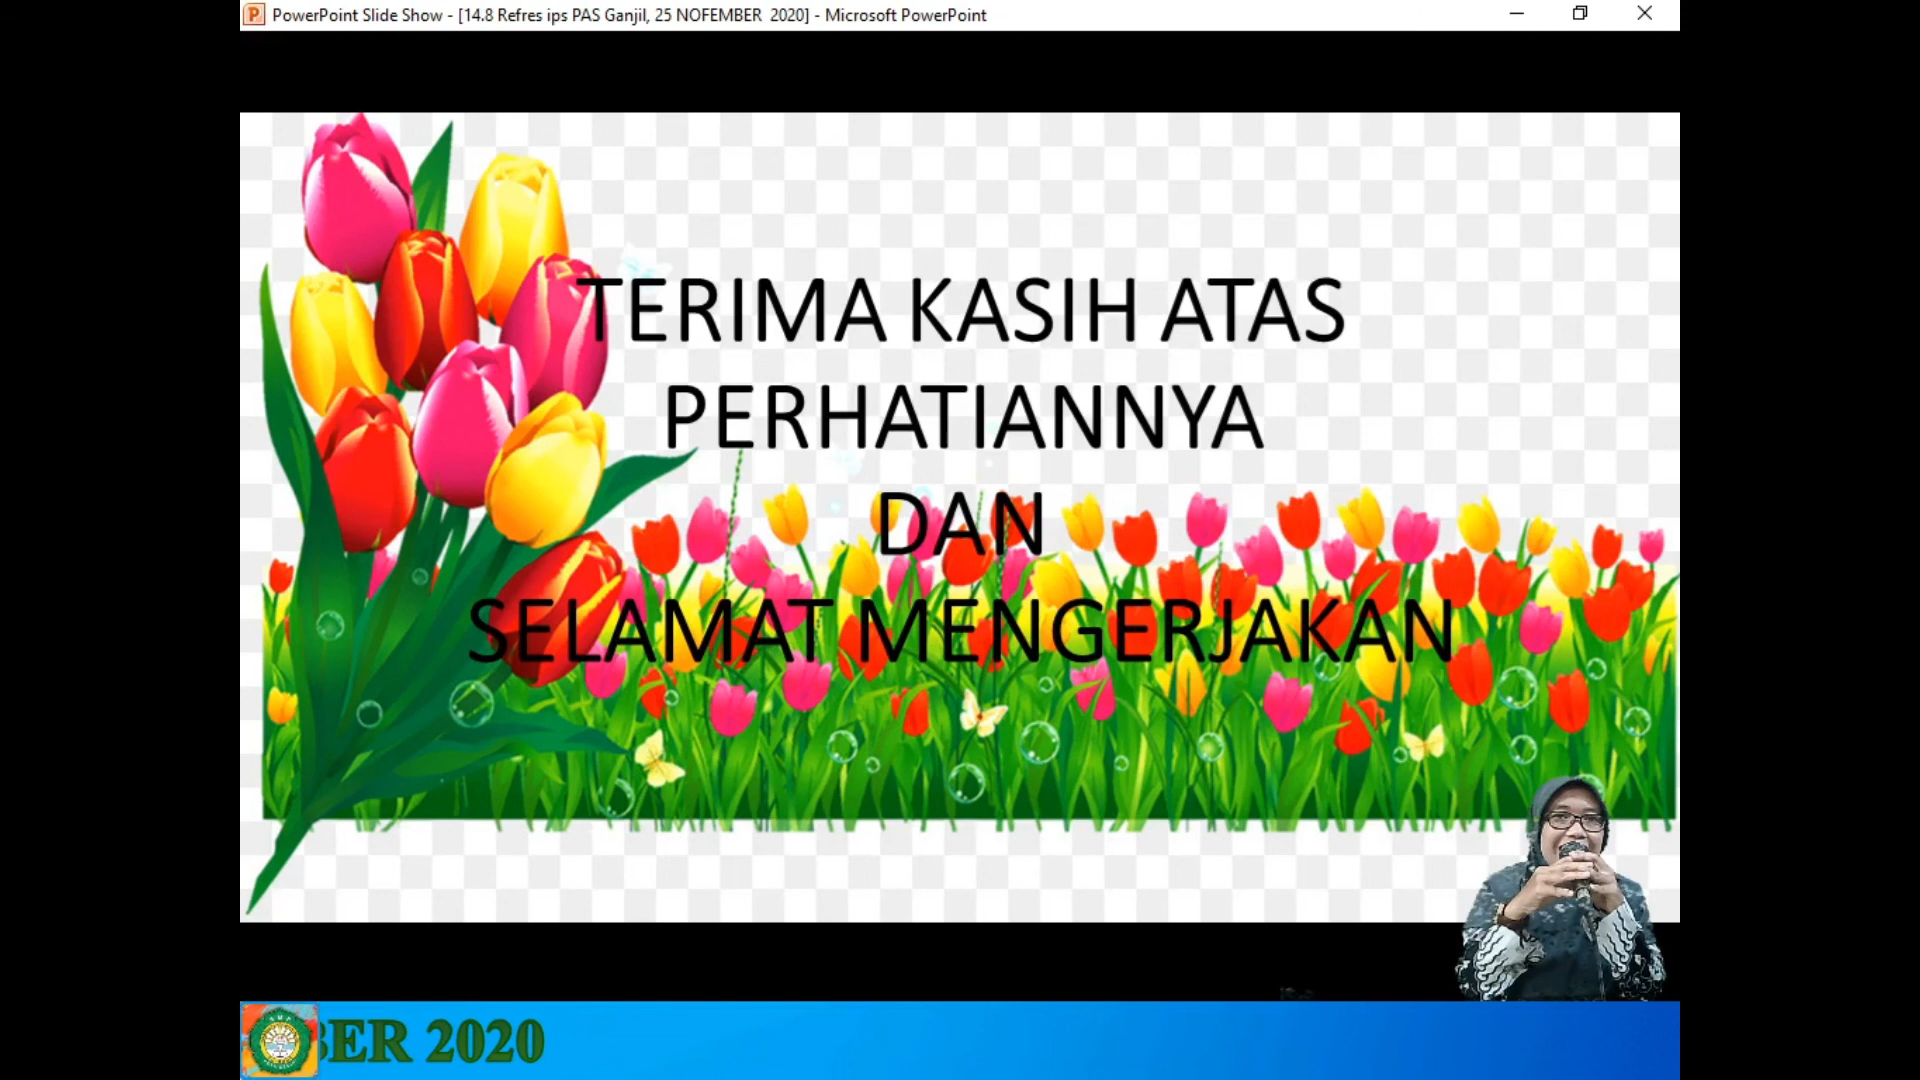 PowerPoint Slide Show - [14.8 Refres ips PAS Ganjil, 25 NOFEMBER  2020] - Microsoft PowerPoint
TERIMA KASIH ATAS
PERHATIANNYA
DAN
SELAMAT MENGERJAKAN
BER 2020